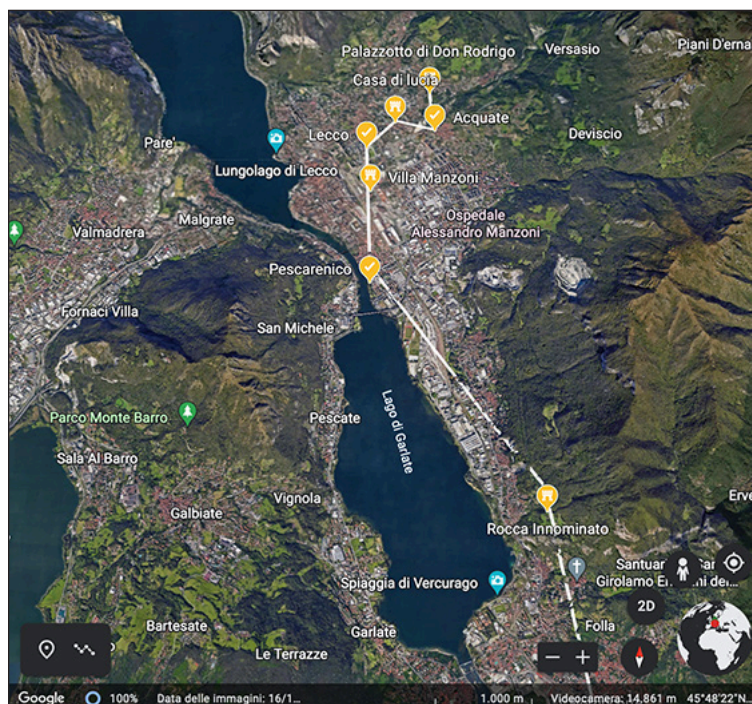 Palazzotto di Don Rodrigo
Versasio
Piani D'erna
Casa di lucia
Lecco
Acquate
Deviscio
Pare'
Lungolago di Lecco
Villa Manzoni
Malgrate
Valmadrera
Ospedale
Alessandro Manzoni
Pescarenico
Fornaci Villa
San Michele
Lago di Garlate
Parco Monte Barro
Pescate
Sala Al Barro
Vignola
Galbiate
Erve
Rocca Innominato
Santuar
Girolamo E
Spiaggia di Vercurago
2D
Bartesate
Folla
Garlate
Le Terrazze
Google
100%
Data delle immagini: 16/1...
1.000 m
Videocamera: 14.861 m
45°48'22"N...